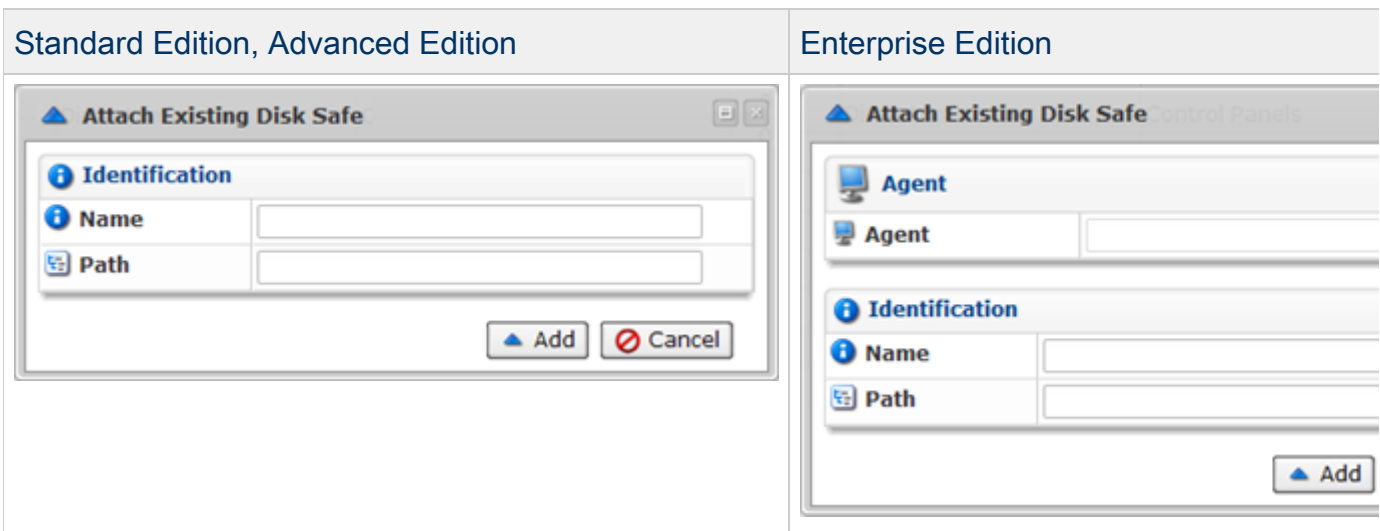 Standard Edition, Advanced Edition
Enterprise Edition
Attach Existing Disk Safe
Identification
Name
Path
Add
Cancel
Attach Existing Disk Safe
Control Panels
Agent
Agent
Identification
Name
Path
Add